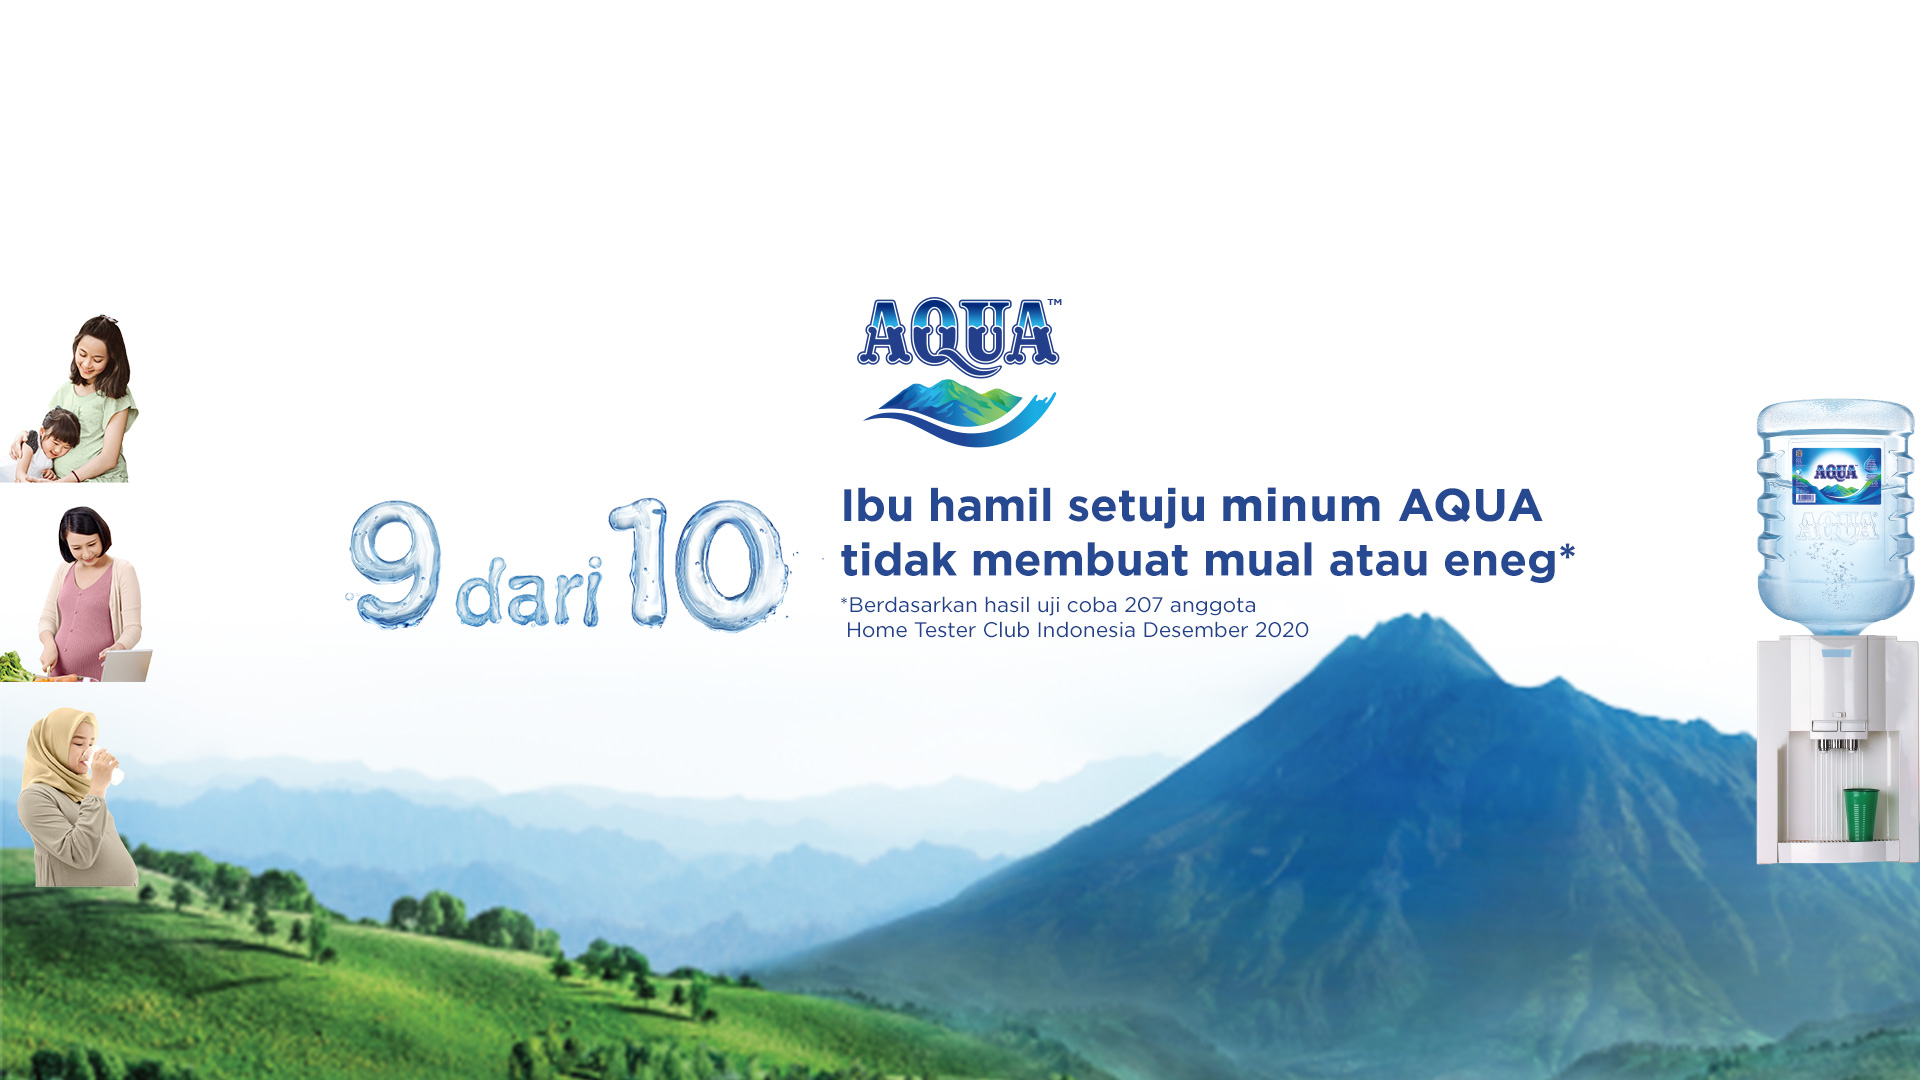 AQUA™
9 dari 10
Ibu hamil setuju minum AQUA
tidak membuat mual atau eneg*
*Berdasarkan hasil uji coba 207 anggota
Home Tester Club Indonesia Desember 2020
AQUA
AQUA